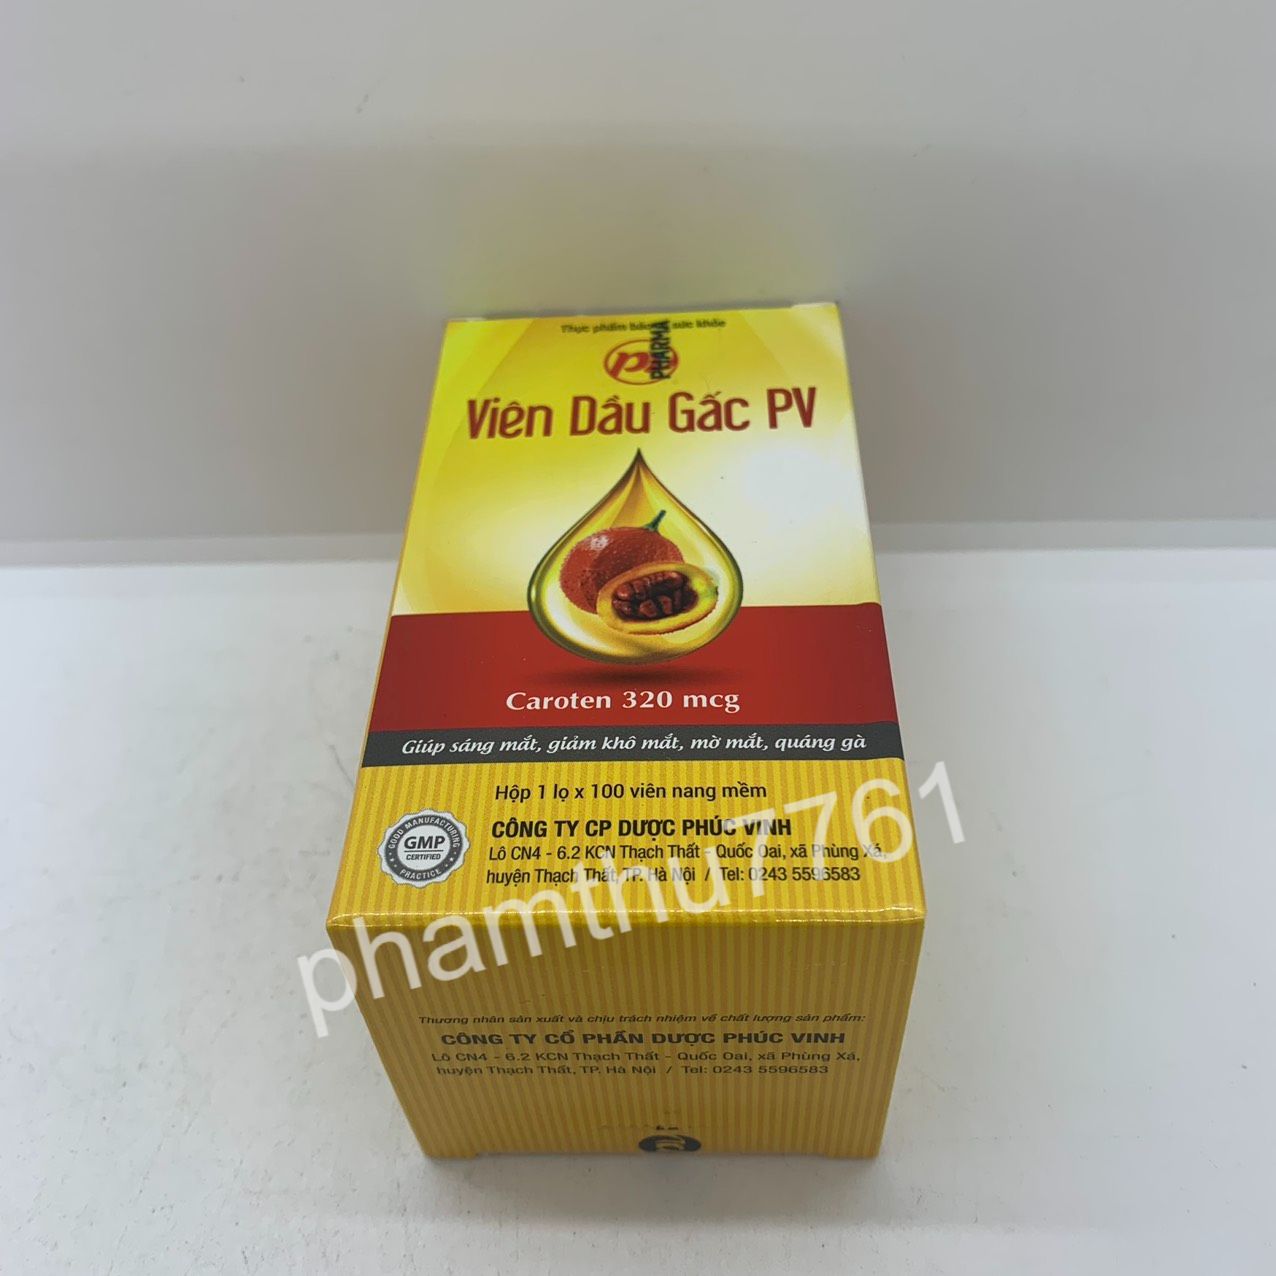 Thực phẩm bảo sức khỏe
PV
PHARMA
Viên Dầu Gấc PV
Caroten 320 mcg
Giúp sáng mắt, giảm khô mắt, mờ mắt, quáng gà
Hộp 1 lọ x 100 viên nang mềm
GOOD MANUFACTURING
GMP
CERTIFIED
PRACTICE
CÔNG TY CP DƯỢC PHÚC VINH
Lô CN4 - 6.2 KCN Thạch Thất - Quốc Oai, xã Phùng Xá,
huyện Thạch Thất, TP. Hà Nội / Tel: 0243 5596583
phamthu7761
Thương nhân sản xuất và chịu trách nhiệm về chất lượng sản phẩm:
CÔNG TY CỔ PHẦN DƯỢC PHÚC VINH
Lô CN4 - 6.2 KCN Thạch Thất - Quốc Oai, xã Phùng Xá,
huyện Thạch Thất, TP. Hà Nội / Tel: 0243 5596583